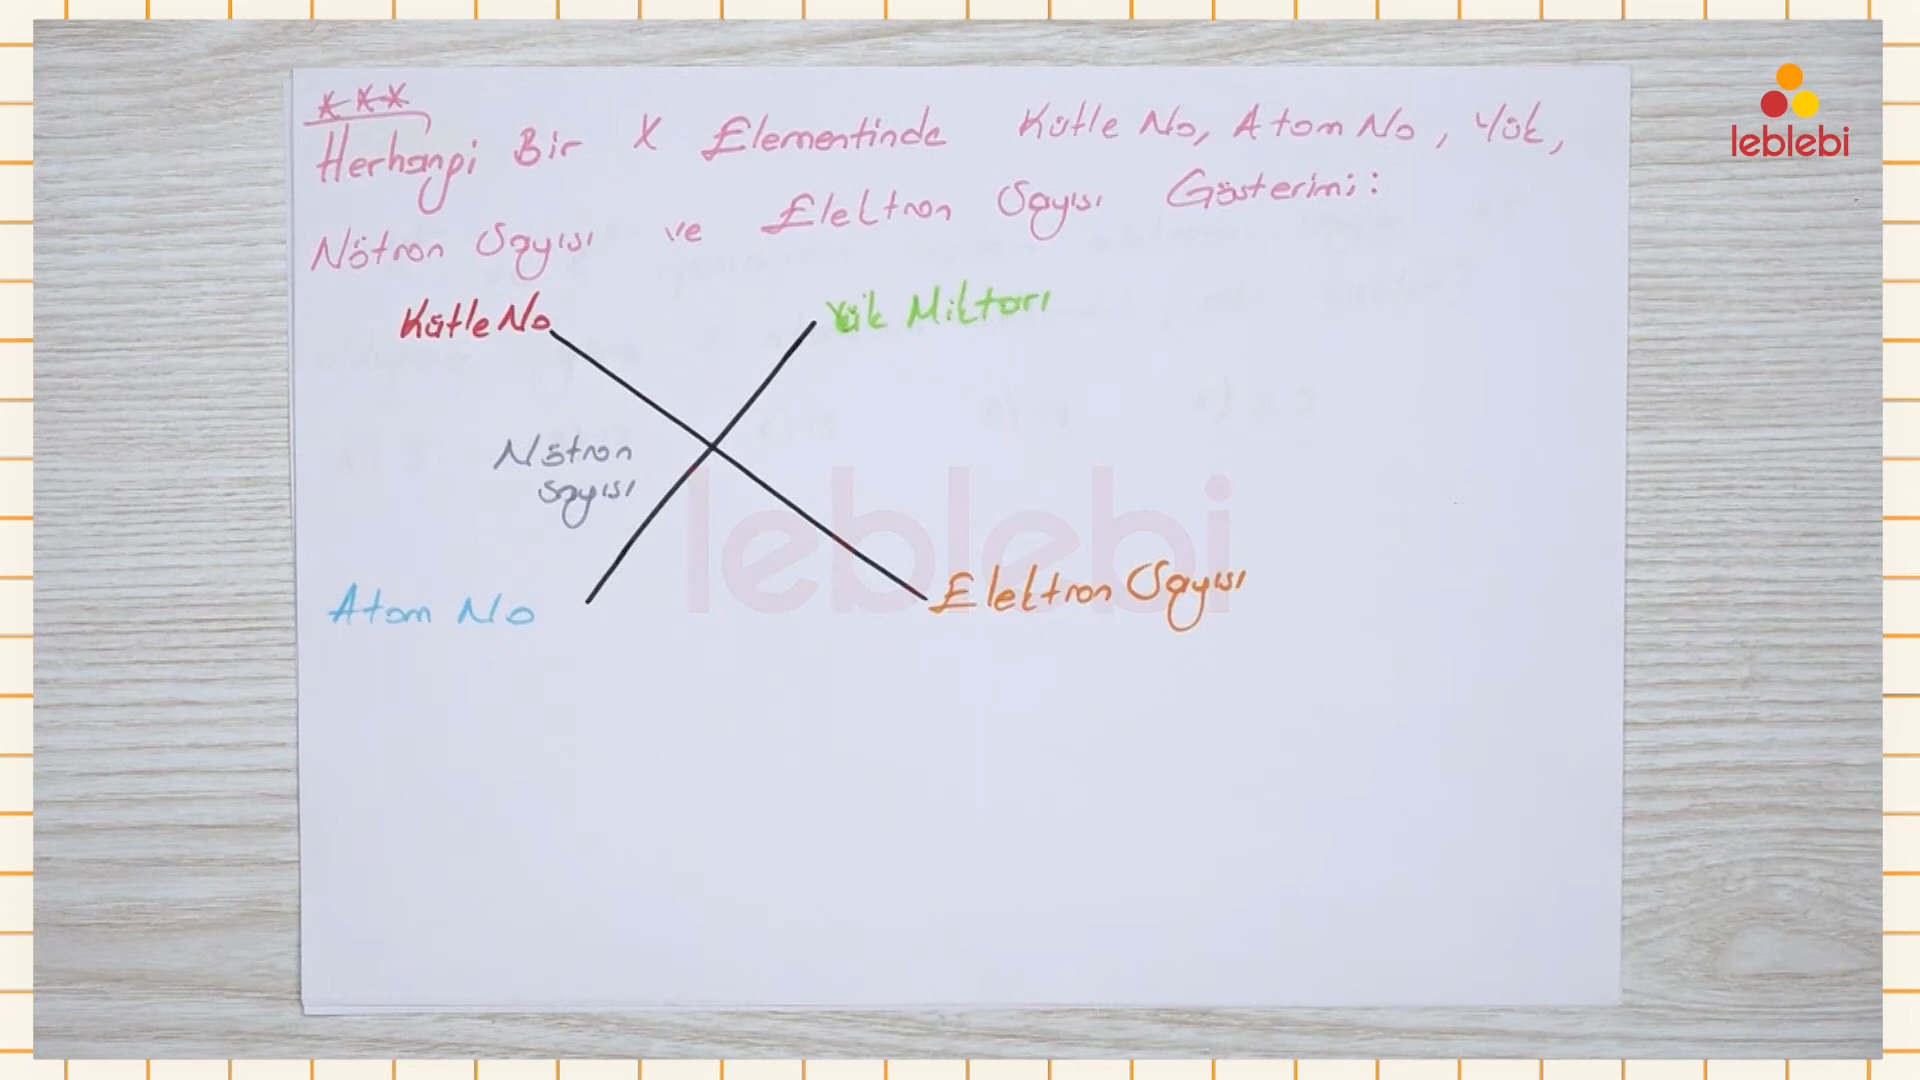 ***
Herhangi Bir X Elementinde Kütle No, Atom No, Yük,
Nötron Sayısı ve Elektron Sayısı Gösterimi:
Kütle No
Yük Miktarı
Nötron
sayısı
Atom No
Elektron Sayısı
leblebi
leblebi